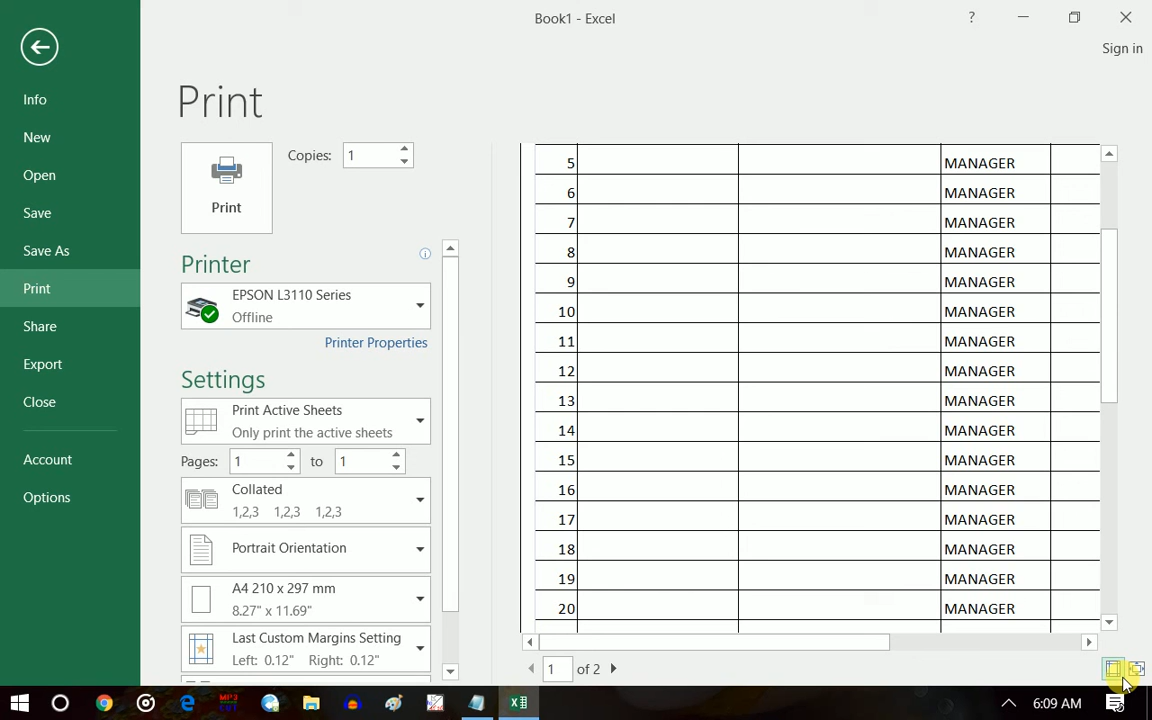 Book1 - Excel
?
Sign in
Info
New
Open
Save
Save As
Print
Share
Export
Close
Account
Options
Print
Print
Copies: 1
Printer
EPSON L3110 Series
Offline
Printer Properties
Settings
Print Active Sheets
Only print the active sheets
Pages: 1 to 1
Collated
1,2,3 1,2,3 1,2,3
Portrait Orientation
A4 210 x 297 mm
8.27" x 11.69"
Last Custom Margins Setting
Left: 0.12" Right: 0.12"
5 MANAGER
6 MANAGER
7 MANAGER
8 MANAGER
9 MANAGER
10 MANAGER
11 MANAGER
12 MANAGER
13 MANAGER
14 MANAGER
15 MANAGER
16 MANAGER
17 MANAGER
18 MANAGER
19 MANAGER
20 MANAGER
1 of 2
6:09 AM